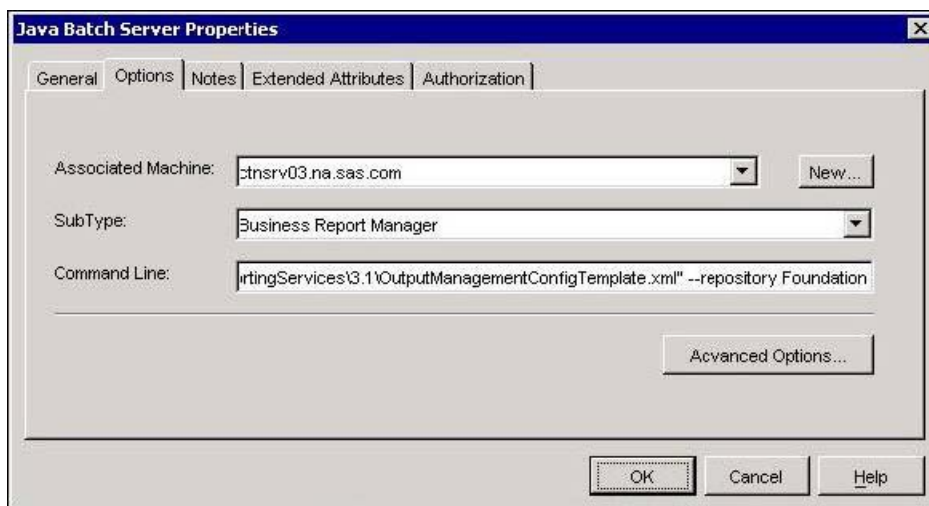 Java Batch Server Properties
General Options Notes Extended Attributes Authorization
Associated Machine: ctnsrv03.na.sas.com New...
SubType: Business Report Manager
Command Line: rtingServices\3.1\OutputManagementConfigTemplate.xml" --repository Foundation
Acvanced Options...
OK Cancel Help